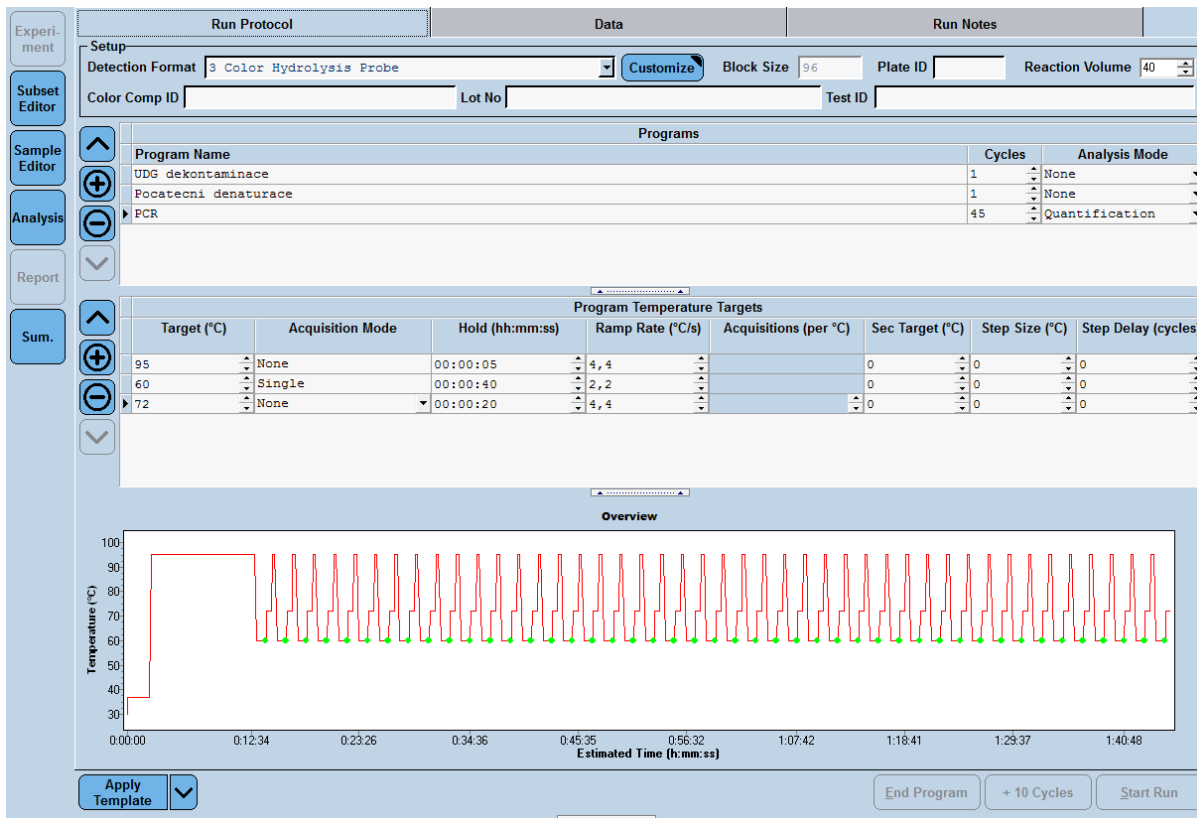 Experi-
ment
Subset
Editor
Sample
Editor
Analysis
Report
Sum.
Run Protocol Data Run Notes
Setup
Detection Format 3 Color Hydrolysis Probe Customize Block Size 96 Plate ID Reaction Volume 40
Color Comp ID Lot No Test ID
Programs
Program Name Cycles Analysis Mode
UDG dekontaminace 1 None
Pocatecni denaturace 1 None
PCR 45 Quantification
Program Temperature Targets
Target (°C) Acquisition Mode Hold (hh:mm:ss) Ramp Rate (°C/s) Acquisitions (per °C) Sec Target (°C) Step Size (°C) Step Delay (cycles)
95 None 00:00:05 4,4 0 0 0
60 Single 00:00:40 2,2 0 0 0
72 None 00:00:20 4,4 0 0 0
Overview
Temperature (°C)
100
90
80
70
60
50
40
30
0:00:00 0:12:34 0:23:26 0:34:36 0:45:35 0:56:32 1:07:42 1:18:41 1:29:37 1:40:48
Estimated Time (h:mm:ss)
Apply
Template
End Program + 10 Cycles Start Run